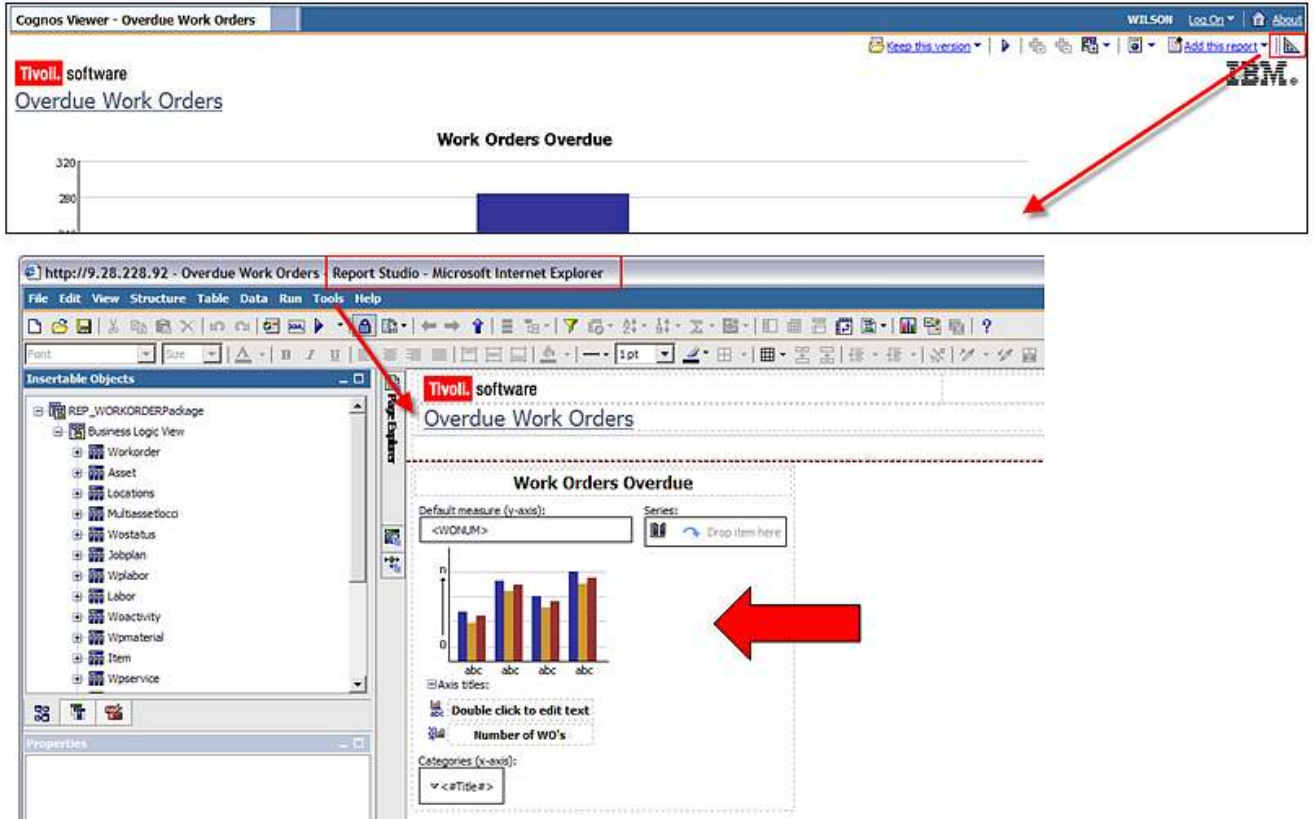 Cognos Viewer - Overdue Work Orders
WILSON Log On About
Keep this version Add this report
Tivoli. software
IBM.
Overdue Work Orders
Work Orders Overdue
320
280
240
http://9.28.228.92 - Overdue Work Orders - Report Studio - Microsoft Internet Explorer
File Edit View Structure Table Data Run Tools Help
Font Size A B I U 1pt
Insertable Objects
REP_WORKORDERPackage
Business Logic View
Workorder
Asset
Locations
Multiassetlocci
Wostatus
Jobplan
Wplabor
Labor
Woactivity
Wpmaterial
Item
Wpservice
Properties
Page Explorer
Tivoli. software
Overdue Work Orders
Work Orders Overdue
Default measure (y-axis):
Series:
<WONUM>
Drop item here
n
0
abc abc abc abc
Axis titles:
Double click to edit text
Number of WO's
Categories (x-axis):
<#Title#>